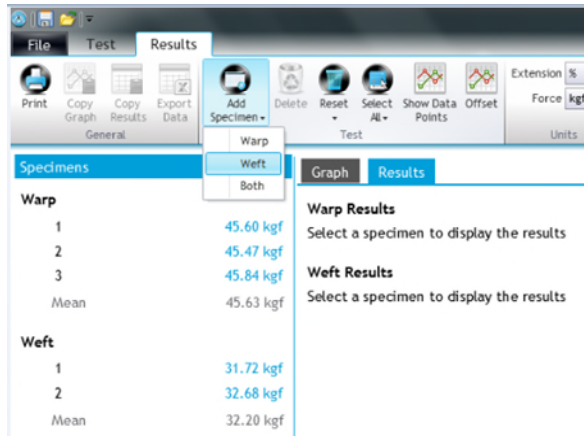 File Test Results
Print
Copy Graph
Copy Results
Export Data
Add Specimen
Delete
Reset
Select All
Show Data Points
Offset
Extension %
Force kgf
General
Test
Units
Warp
Weft
Both
Specimens
Warp
1 45.60 kgf
2 45.47 kgf
3 45.84 kgf
Mean 45.63 kgf
Weft
1 31.72 kgf
2 32.68 kgf
Mean 32.20 kgf
Graph Results
Warp Results
Select a specimen to display the results
Weft Results
Select a specimen to display the results